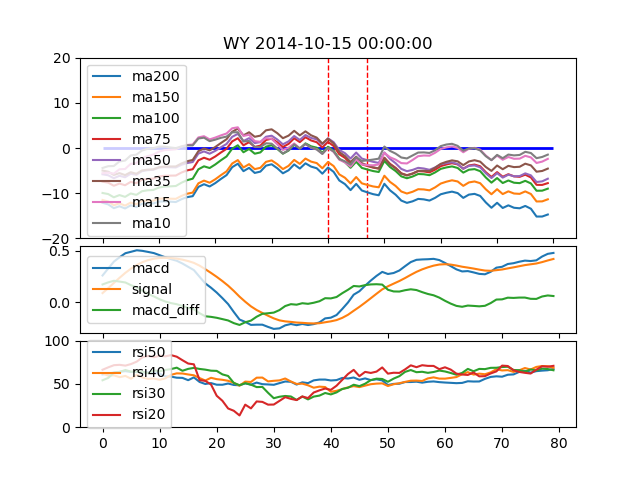 WY 2014-10-15 00:00:00
20
10
0
−10
−20
ma200
ma150
ma100
ma75
ma50
ma35
ma15
ma10
0.5
0.0
macd
signal
macd_diff
100
50
0
rsi50
rsi40
rsi30
rsi20
0 10 20 30 40 50 60 70 80